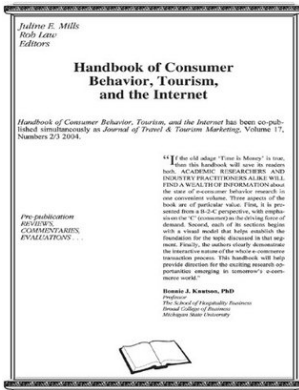 Juline E. Mills
Rob Law
Editors
Handbook of Consumer
Behavior, Tourism,
and the Internet
Handbook of Consumer Behavior, Tourism, and the Internet has been co-pub-
lished simultaneously as Journal of Travel & Tourism Marketing, Volume 17,
Numbers 2/3 2004.
Pre-publication
REVIEWS,
COMMENTARIES,
EVALUATIONS . . .
“If the old adage ‘Time Is Money’ is true,
then this handbook will save its readers
both. ACADEMIC RESEARCHERS AND
INDUSTRY PRACTITIONERS ALIKE WILL
FIND A WEALTH OF INFORMATION about
the state of e-consumer behavior research in
one convenient volume. Three aspects of the
book are of particular value. First, it is pre-
sented from a B-2-C perspective, with empha-
sis on the ‘C’ (consumer) as the driving force of
demand. Second, each of its sections begins
with a visual model that helps establish the
foundation for the topic discussed in that seg-
ment. Finally, the authors clearly demonstrate
the interactive nature of the whole e-commerce
transaction process. This handbook will help
provide direction for the exciting research op-
portunities emerging in tomorrow's e-com-
merce world.”
Bonnie J. Knutson, PhD
Professor
The School of Hospitality Business
Broad College of Business
Michigan State University